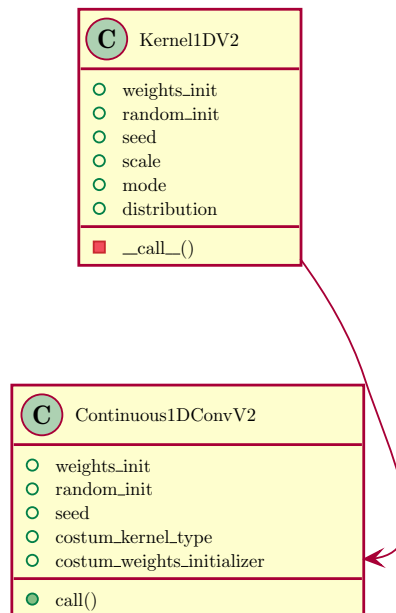 C Kernel1DV2
weights_init
random_init
seed
scale
mode
distribution
__call__()
C Continuous1DConvV2
weights_init
random_init
seed
costum_kernel_type
costum_weights_initializer
call()